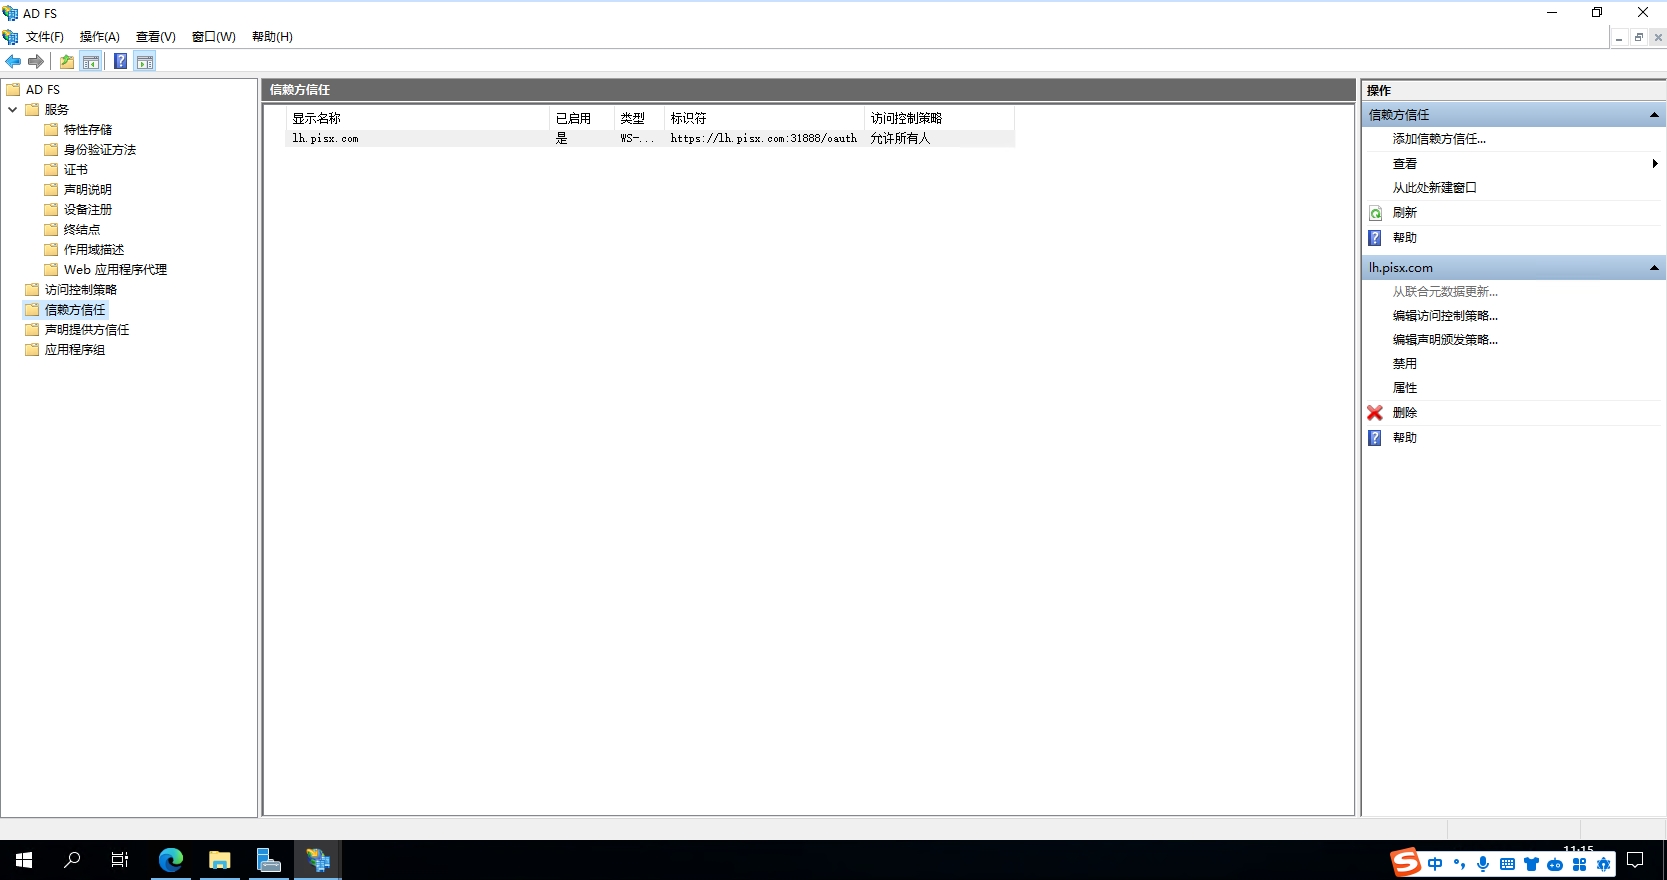 AD FS
文件(F) 操作(A) 查看(V) 窗口(W) 帮助(H)
AD FS
服务
特性存储
身份验证方法
证书
声明说明
设备注册
终结点
作用域描述
Web 应用程序代理
访问控制策略
信赖方信任
声明提供方信任
应用程序组
信赖方信任
显示名称 已启用 类型 标识符 访问控制策略
lh.pisx.com 是 WS-... https://lh.pisx.com:31888/oauth 允许所有人
操作
信赖方信任
添加信赖方信任...
查看
从此处新建窗口
刷新
帮助
lh.pisx.com
从联合元数据更新...
编辑访问控制策略...
编辑声明颁发策略...
禁用
属性
删除
帮助
11:15
中